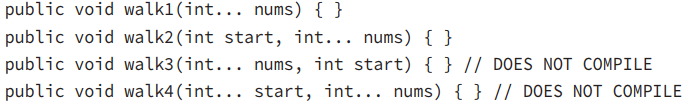 public void walk1(int... nums) { }
public void walk2(int start, int... nums) { }
public void walk3(int... nums, int start) { } // DOES NOT COMPILE
public void walk4(int... start, int... nums) { } // DOES NOT COMPILE